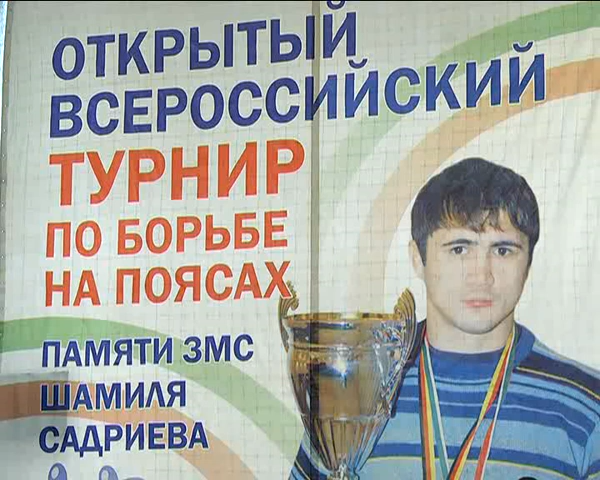 ОТКРЫТЫЙ
ВСЕРОССИЙСКИЙ
ТУРНИР
ПО БОРЬБЕ
НА ПОЯСАХ
ПАМЯТИ ЗМС
ШАМИЛЯ
САДРИЕВА